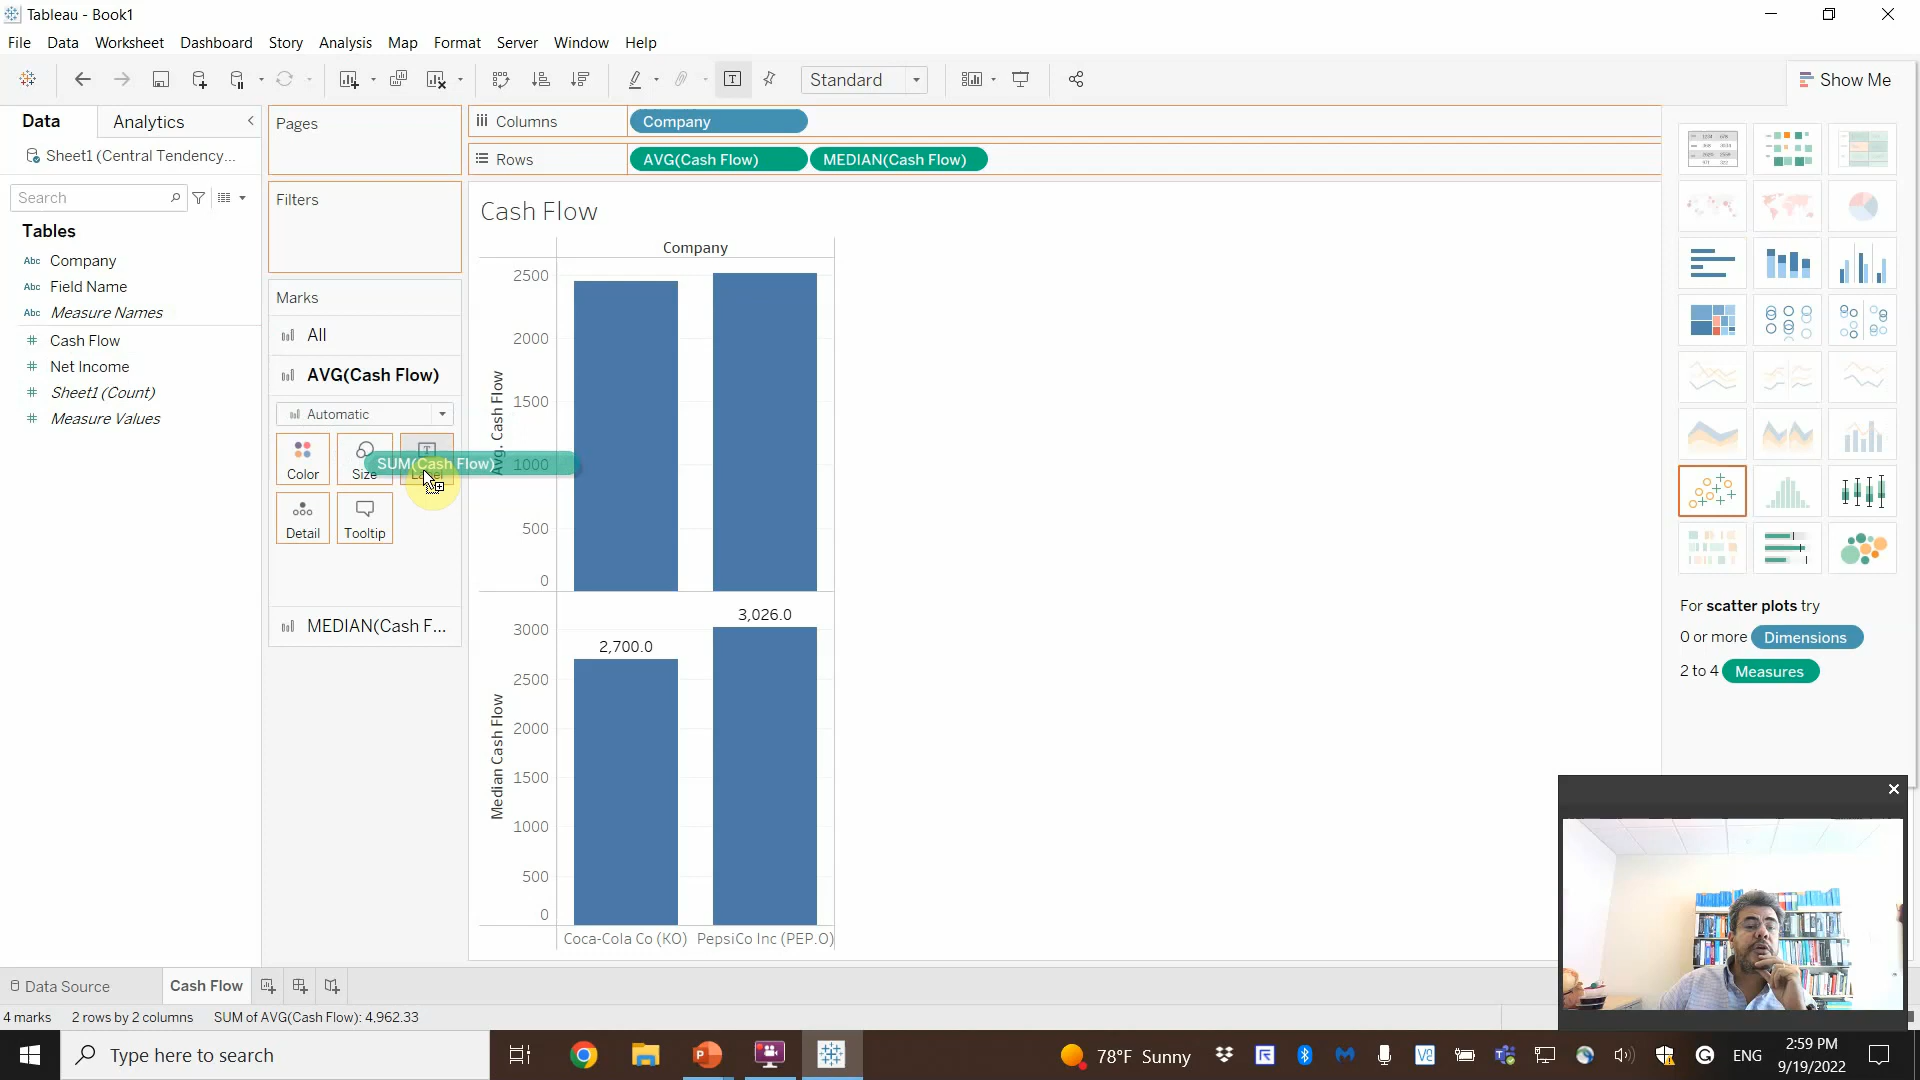 Tableau - Book1
File Data Worksheet Dashboard Story Analysis Map Format Server Window Help
Standard
Show Me
Data
Analytics
Pages
Columns
Company
Sheet1 (Central Tendency...
Rows
AVG(Cash Flow)
MEDIAN(Cash Flow)
Search
Filters
Tables
Abc Company
Abc Field Name
Abc Measure Names
# Cash Flow
# Net Income
# Sheet1 (Count)
# Measure Values
Marks
All
AVG(Cash Flow)
Automatic
Color
Size
Label
SUM(Cash Flow)
Detail
Tooltip
MEDIAN(Cash F...
Cash Flow
Company
2500
2000
1500
1000
500
0
Avg. Cash Flow
3,026.0
2,700.0
3000
2500
2000
1500
1000
500
0
Median Cash Flow
Coca-Cola Co (KO) PepsiCo Inc (PEP.O)
For scatter plots try
0 or more Dimensions
2 to 4 Measures
Data Source
Cash Flow
4 marks 2 rows by 2 columns SUM of AVG(Cash Flow): 4,962.33
Type here to search
78°F Sunny
ENG
2:59 PM
9/19/2022